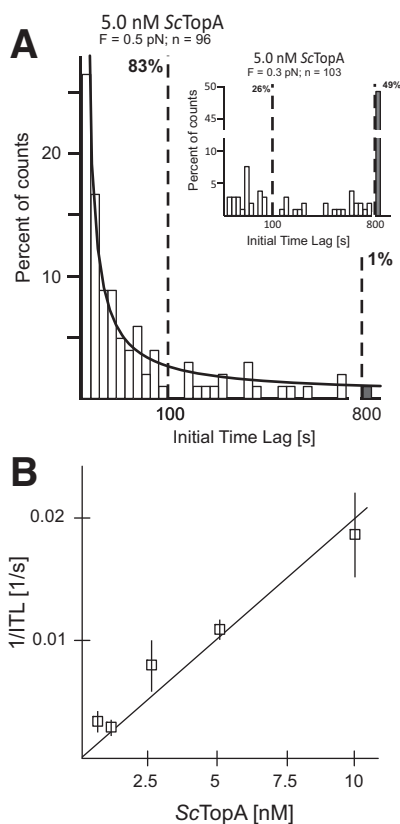 A
5.0 nM ScTopA
F = 0.5 pN; n = 96
83%
Percent of counts
20
10
100
800
1%
Initial Time Lag [s]
5.0 nM ScTopA
F = 0.3 pN; n = 103
26%
49%
Percent of counts
50
45
10
5
100
800
Initial Time Lag [s]
B
1/ITL [1/s]
0.02
0.01
2.5
5
7.5
10
ScTopA [nM]